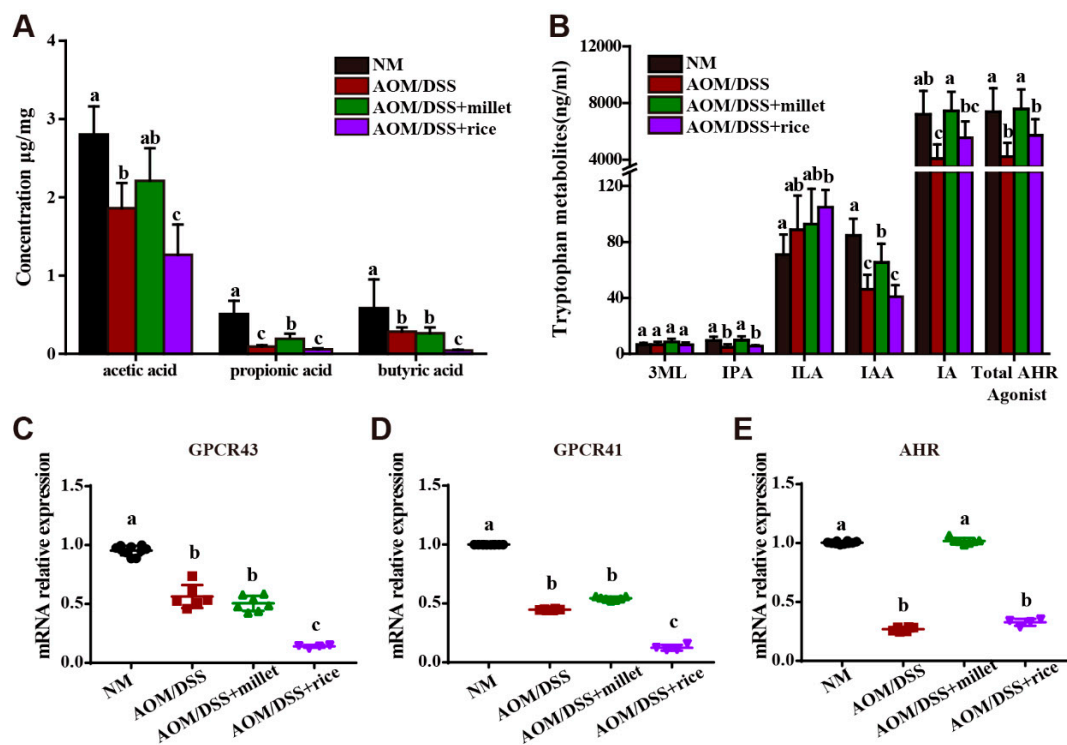 A
Concentration µg/mg
4
3
2
1
0
NM
AOM/DSS
AOM/DSS+millet
AOM/DSS+rice
a b ab c
a c b c
a b b c
acetic acid propionic acid butyric acid
B
Tryptophan metabolites(ng/ml)
12000
8000
4000
120
80
40
0
NM
AOM/DSS
AOM/DSS+millet
AOM/DSS+rice
a a a a
a b a b
a ab ab b
a c b c
ab c a bc
a b a b
3ML IPA ILA IAA IA Total AHR
Agonist
C
GPCR43
mRNA relative expression
1.5
1.0
0.5
0.0
a b b c
NM AOM/DSS AOM/DSS+millet AOM/DSS+rice
D
GPCR41
mRNA relative expression
1.5
1.0
0.5
0.0
a b b c
NM AOM/DSS AOM/DSS+millet AOM/DSS+rice
E
AHR
mRNA relative expression
1.5
1.0
0.5
0.0
a b a b
NM AOM/DSS AOM/DSS+millet AOM/DSS+rice